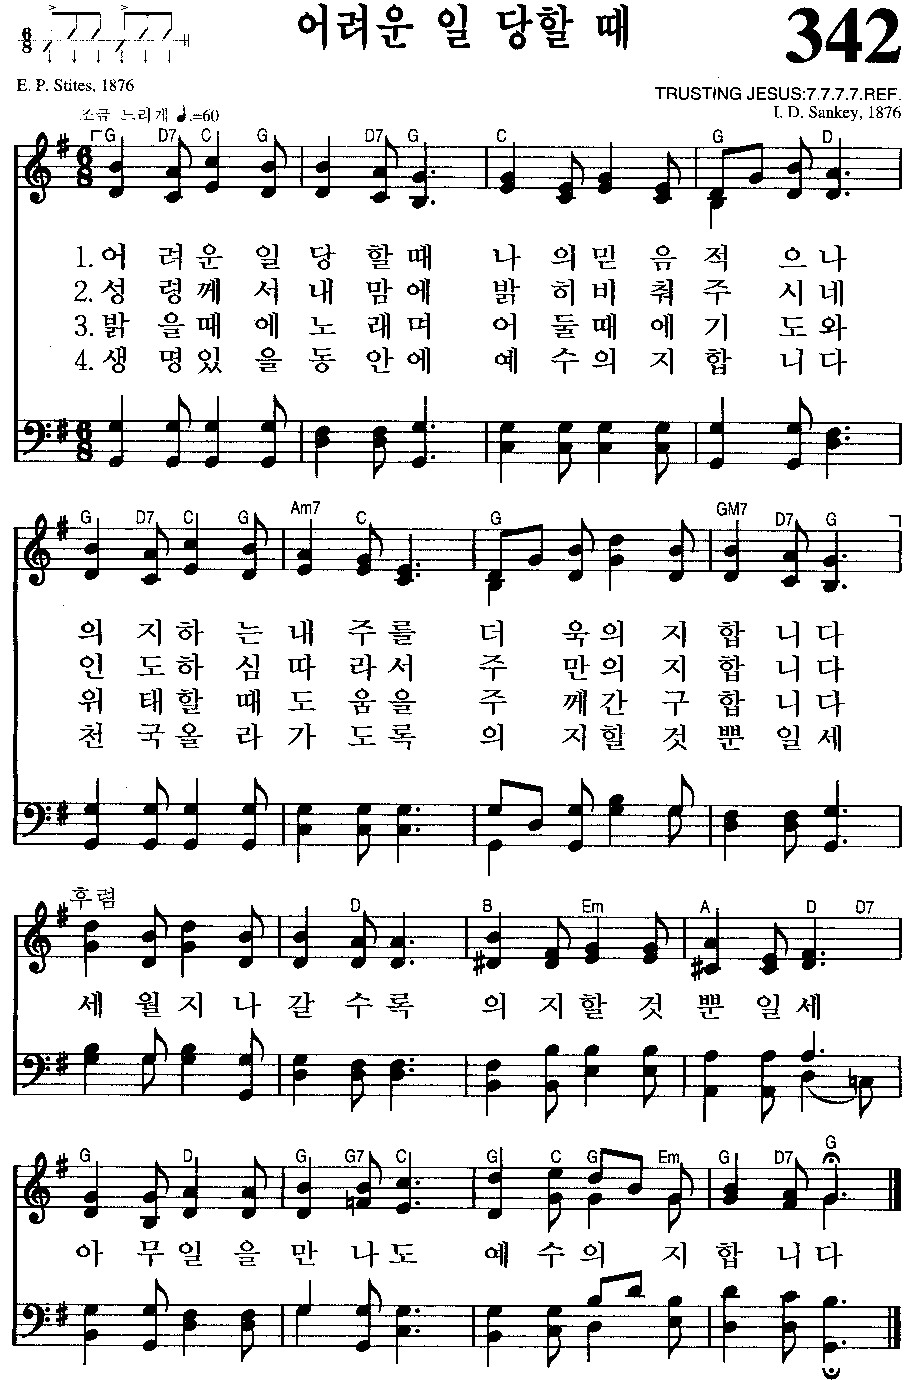 어려운 일 당할 때
342
6/8
E. P. Stites, 1876
TRUSTING JESUS:7.7.7.7.REF.
I. D. Sankey, 1876
조금 느리게 ♩.=60
G D7 C G D7 G C G D
1. 어 려 운 일 당 할 때 나 의 믿 음 적 으 나
2. 성 령 께 서 내 맘 에 밝 히 비 춰 주 시 네
3. 밝 을 때 에 노 래 며 어 둘 때 에 기 도 와
4. 생 명 있 을 동 안 에 예 수 의 지 합 니 다
G D7 C G Am7 C G GM7 D7 G
의 지 하 는 내 주 를 더 욱 의 지 합 니 다
인 도 하 심 따 라 서 주 만 의 지 합 니 다
위 태 할 때 도 움 을 주 께 간 구 합 니 다
천 국 올 라 가 도 록 의 지 할 것 뿐 일 세
후렴
D B Em A D D7
세 월 지 나 갈 수 록 의 지 할 것 뿐 일 세
G D G G7 C G C G Em G D7 G
아 무 일 을 만 나 도 예 수 의 지 합 니 다